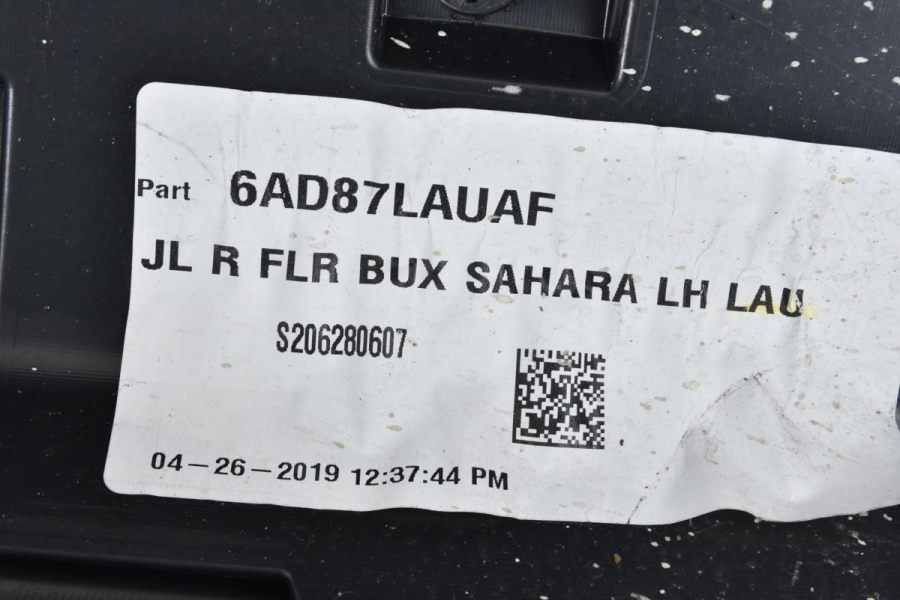 Part 6AD87LAUAF
JL R FLR BUX SAHARA LH LAU
S206280607
04-26-2019 12:37:44 PM